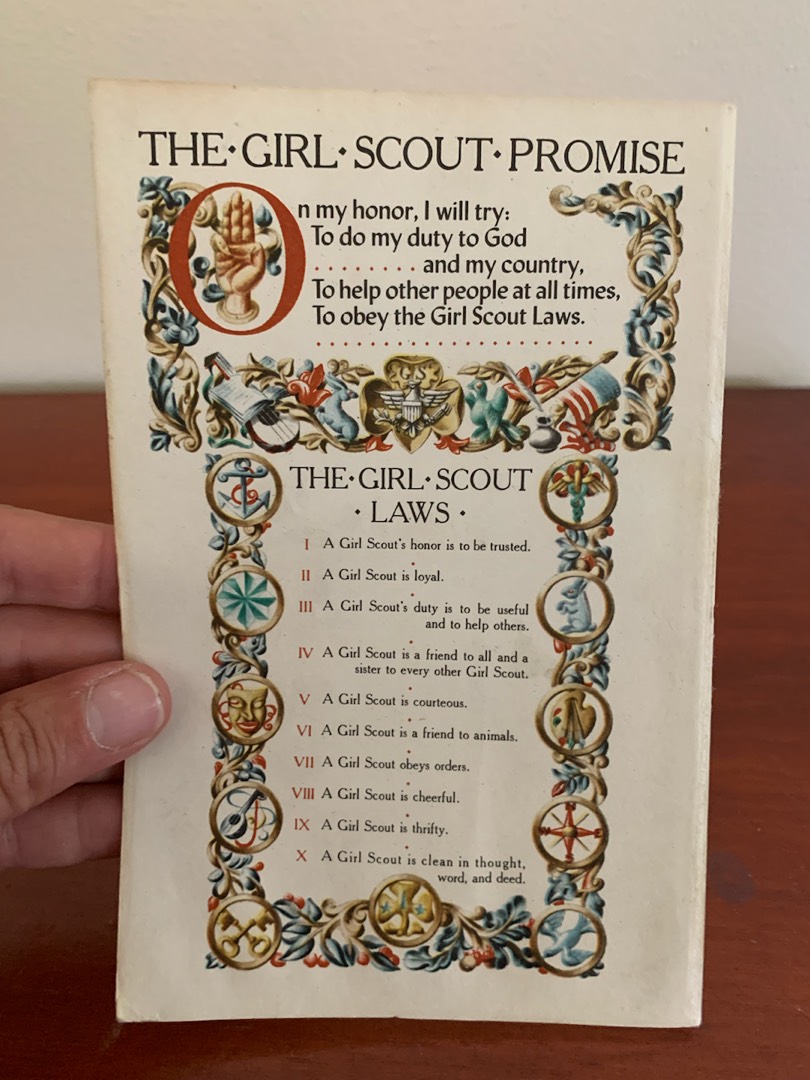 THE·GIRL·SCOUT·PROMISE
On my honor, I will try:
To do my duty to God
. . . . . . . . and my country,
To help other people at all times,
To obey the Girl Scout Laws.
. . . . . . . . . . . . . . . . . . . . .
GS
THE·GIRL·SCOUT
· LAWS ·
I A Girl Scout's honor is to be trusted.
II A Girl Scout is loyal.
III A Girl Scout's duty is to be useful
and to help others.
IV A Girl Scout is a friend to all and a
sister to every other Girl Scout.
V A Girl Scout is courteous.
VI A Girl Scout is a friend to animals.
VII A Girl Scout obeys orders.
VIII A Girl Scout is cheerful.
IX A Girl Scout is thrifty.
X A Girl Scout is clean in thought,
word, and deed.